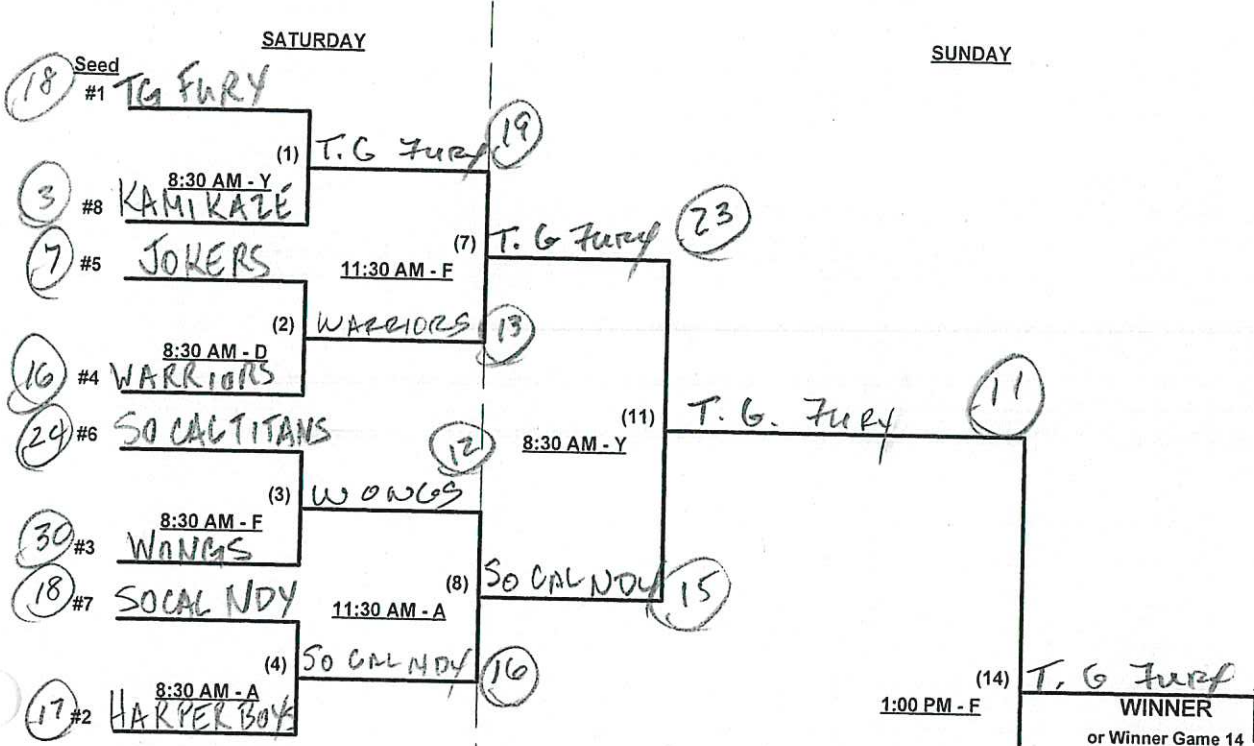 SATURDAY
SUNDAY
Seed
18 #1 TG FURY
(1) T.G FURY 19
8:30 AM - Y
3 #8 KAMIKAZE
(7) T.G FURY 23
7 #5 JOKERS
11:30 AM - F
(2) WARRIORS 13
8:30 AM - D
16 #4 WARRIORS
(11) T.G. FURY 11
24 #6 SO CAL TITANS
12
8:30 AM - Y
(3) WONGS
8:30 AM - F
30 #3 WONGS
(8) SO CAL NDY 15
18 #7 SOCAL NDY
11:30 AM - A
(4) SO CAL NDY 16
8:30 AM - A
17 #2 HARPER BOYS
(14) T.G FURY
1:00 PM - F
WINNER
or Winner Game 14